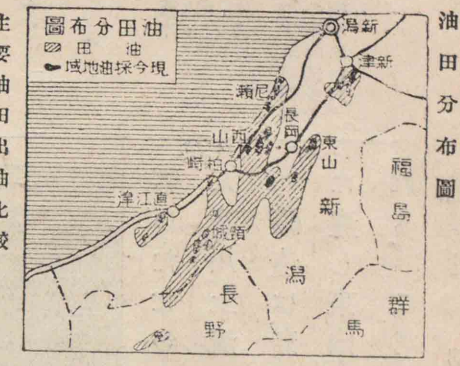 油田分布圖
圖布分田油
田　油
域地油採今現
新潟
新津
尼瀬
長岡
西山
東山
柏崎
直江津
頸城
新潟
福島
群馬
長野
主要油田出油比較